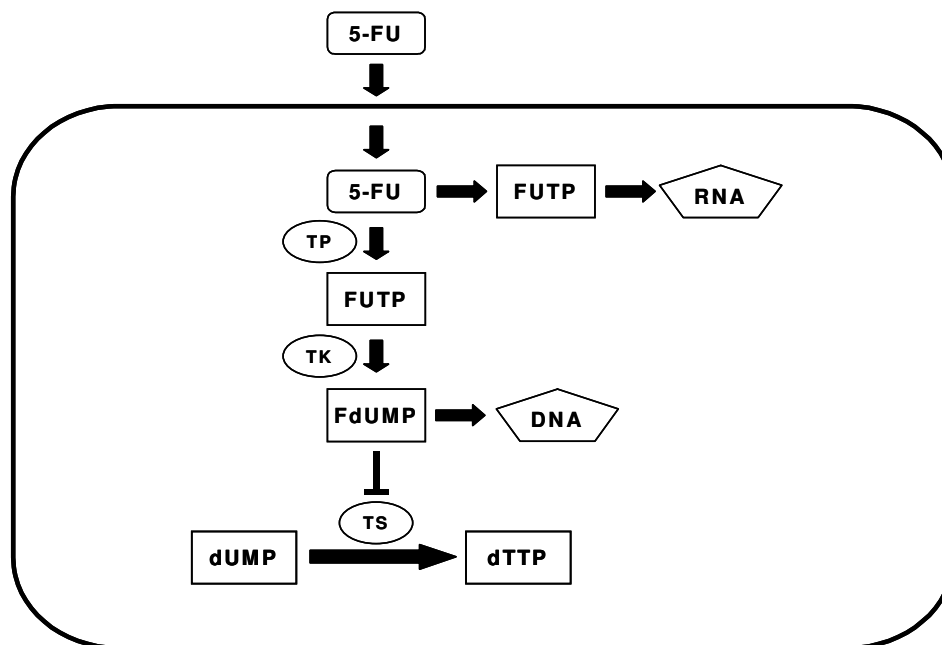 5-FU
5-FU
FUTP
RNA
TP
FUTP
TK
FdUMP
DNA
TS
dUMP
dTTP